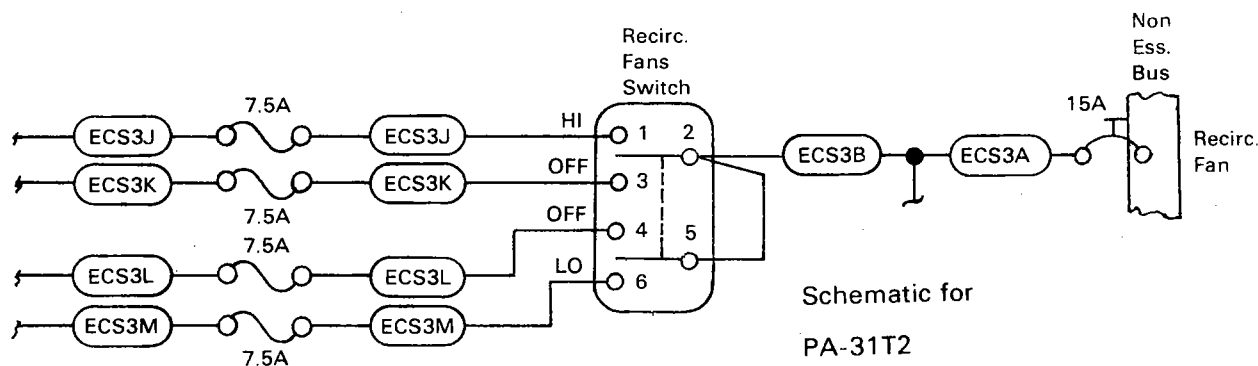 Recirc.
Fans
Switch
Non
Ess.
Bus
7.5A
15A
ECS3J
ECS3J
HI
1
2
ECS3B
ECS3A
Recirc.
Fan
ECS3K
ECS3K
OFF
3
7.5A
7.5A
OFF
4
5
ECS3L
ECS3L
LO
6
ECS3M
ECS3M
7.5A
Schematic for
PA-31T2